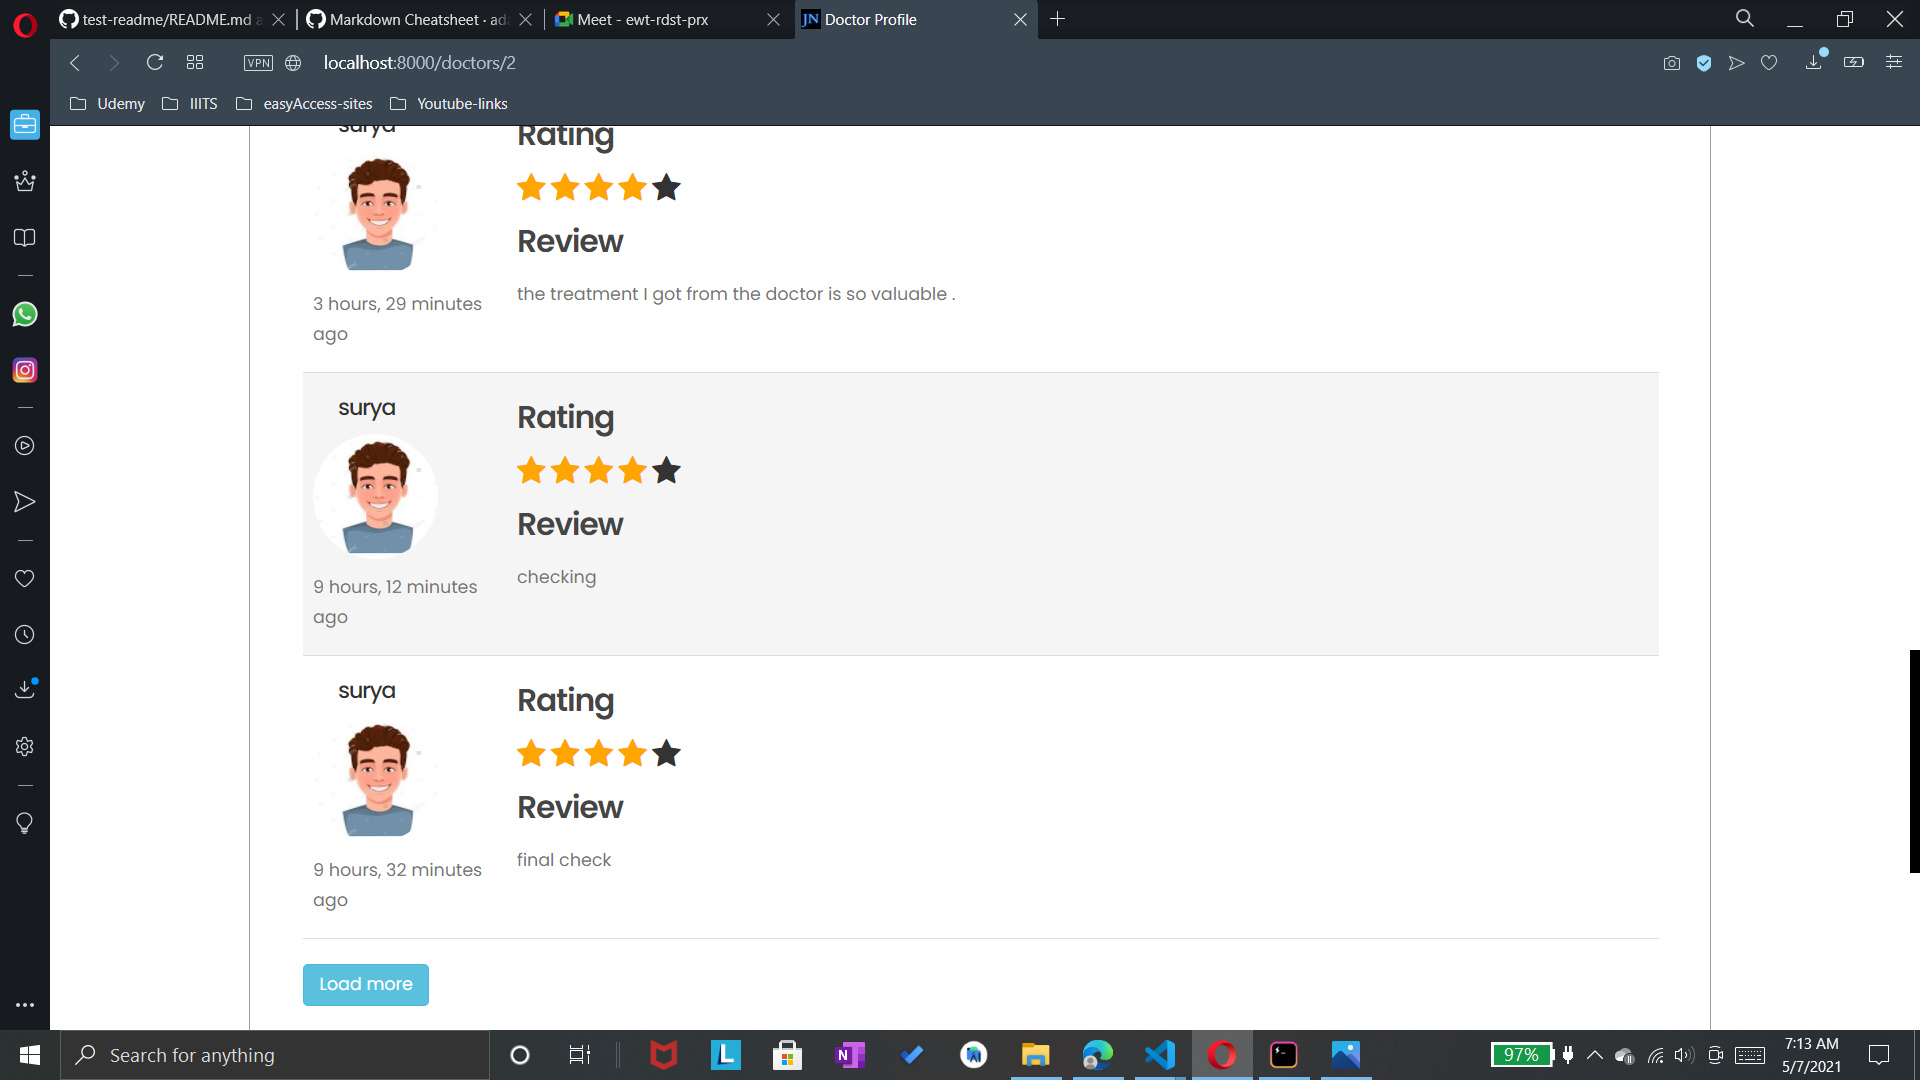 test-readme/README.md a
Markdown Cheatsheet · ada
Meet - ewt-rdst-prx
JN Doctor Profile
VPN
localhost:8000/doctors/2
Udemy
IIITS
easyAccess-sites
Youtube-links
surya
Rating
Review
the treatment I got from the doctor is so valuable .
3 hours, 29 minutes
ago
surya
Rating
Review
checking
9 hours, 12 minutes
ago
surya
Rating
Review
final check
9 hours, 32 minutes
ago
Load more
Search for anything
L
N
97%
7:13 AM
5/7/2021